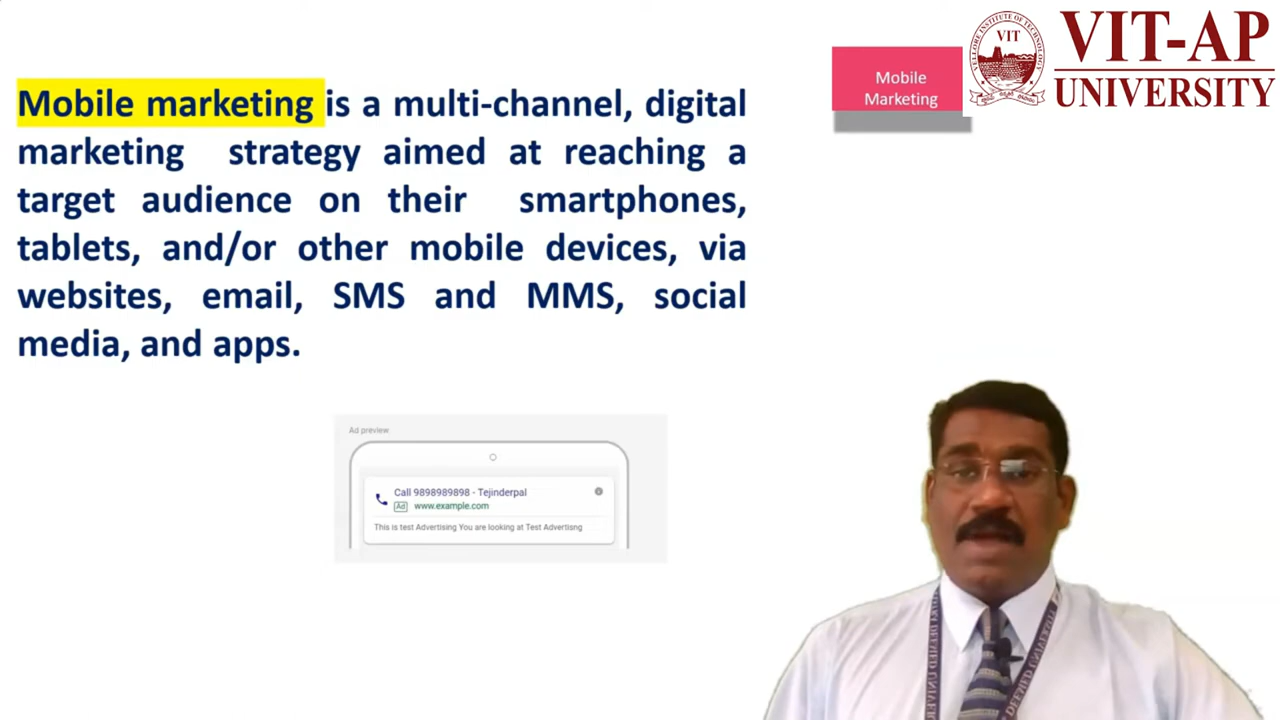 Mobile marketing is a multi-channel, digital
marketing strategy aimed at reaching a
target audience on their smartphones,
tablets, and/or other mobile devices, via
websites, email, SMS and MMS, social
media, and apps.
Mobile
Marketing
VIT
VIT-AP
UNIVERSITY
Ad preview
Call 9898989898 - Tejinderpal
Ad www.example.com
This is test Advertising You are looking at Test Advertisng